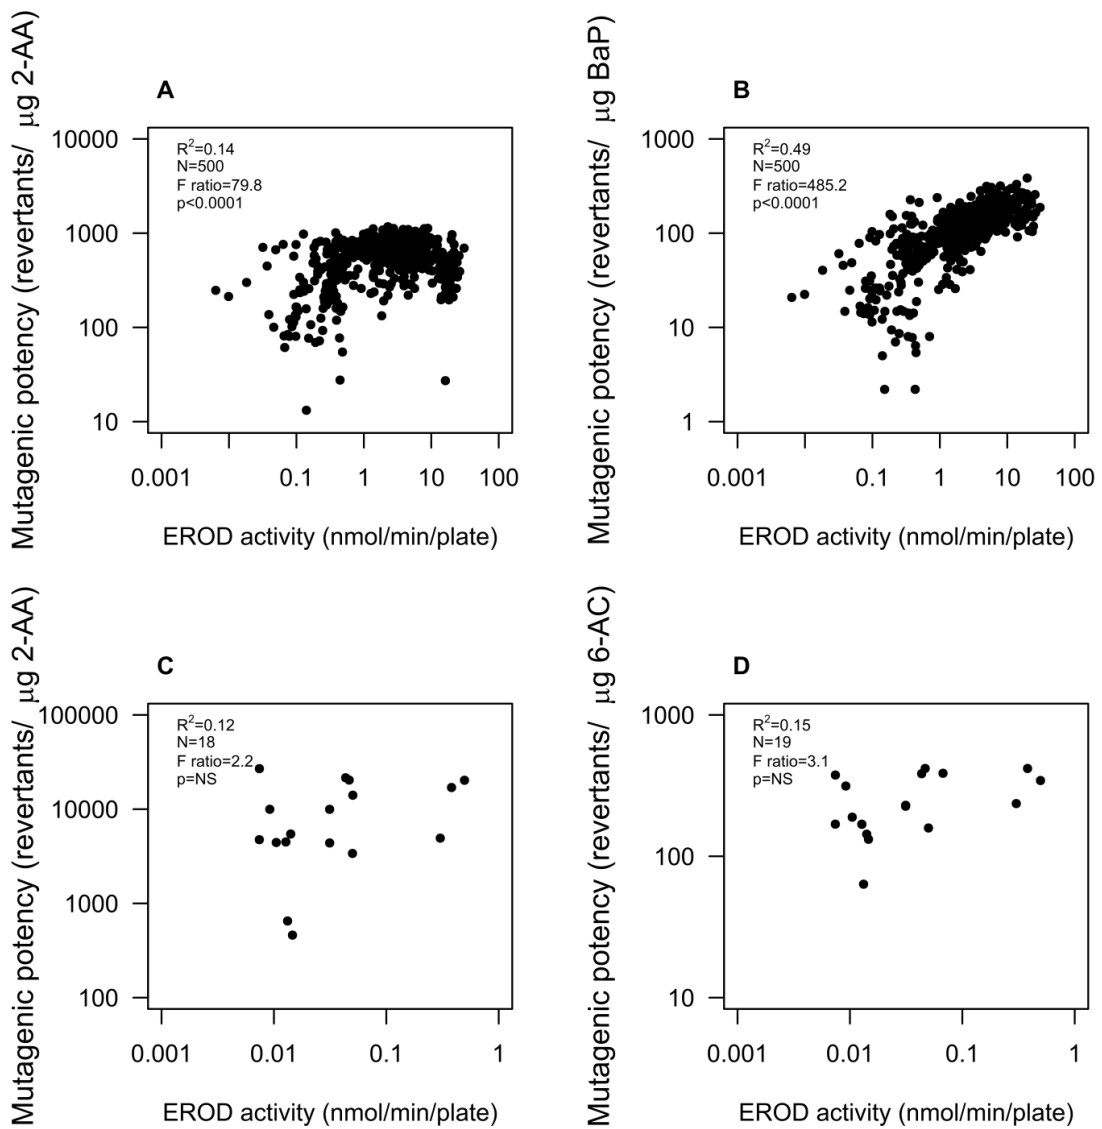 A
Mutagenic potency (revertants/ μg 2-AA)
R2=0.14
N=500
F ratio=79.8
p<0.0001
10000
1000
100
10
0.001
0.1
1
10
100
EROD activity (nmol/min/plate)
B
Mutagenic potency (revertants/ μg BaP)
R2=0.49
N=500
F ratio=485.2
p<0.0001
1000
100
10
1
0.001
0.1
1
10
100
EROD activity (nmol/min/plate)
C
Mutagenic potency (revertants/ μg 2-AA)
R2=0.12
N=18
F ratio=2.2
p=NS
100000
10000
1000
100
0.001
0.01
0.1
1
EROD activity (nmol/min/plate)
D
Mutagenic potency (revertants/ μg 6-AC)
R2=0.15
N=19
F ratio=3.1
p=NS
1000
100
10
0.001
0.01
0.1
1
EROD activity (nmol/min/plate)